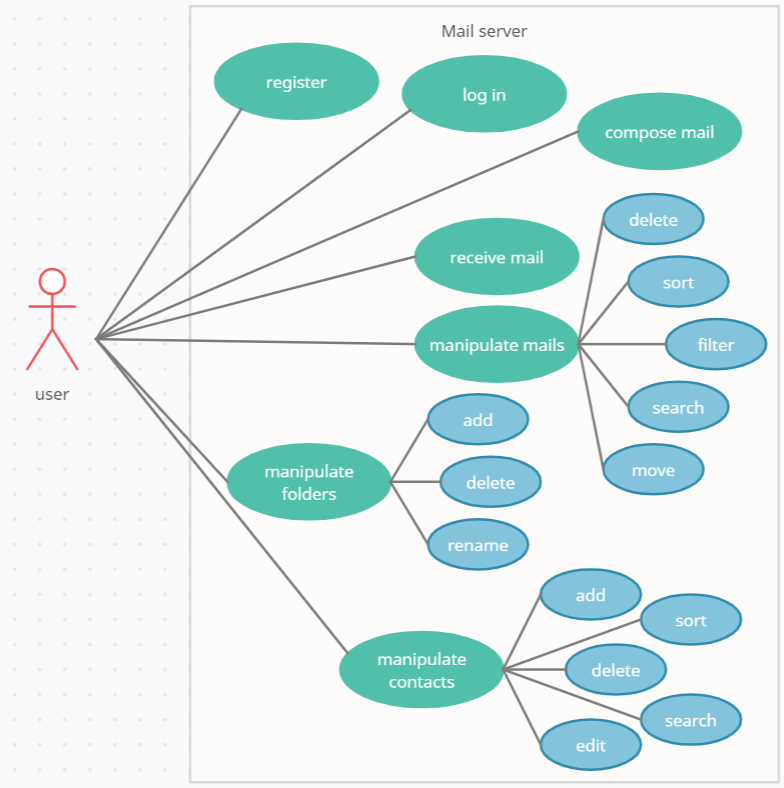 Mail server
register
log in
compose mail
delete
receive mail
sort
manipulate mails
filter
user
search
add
move
manipulate
folders
delete
rename
add
sort
manipulate
contacts
delete
search
edit